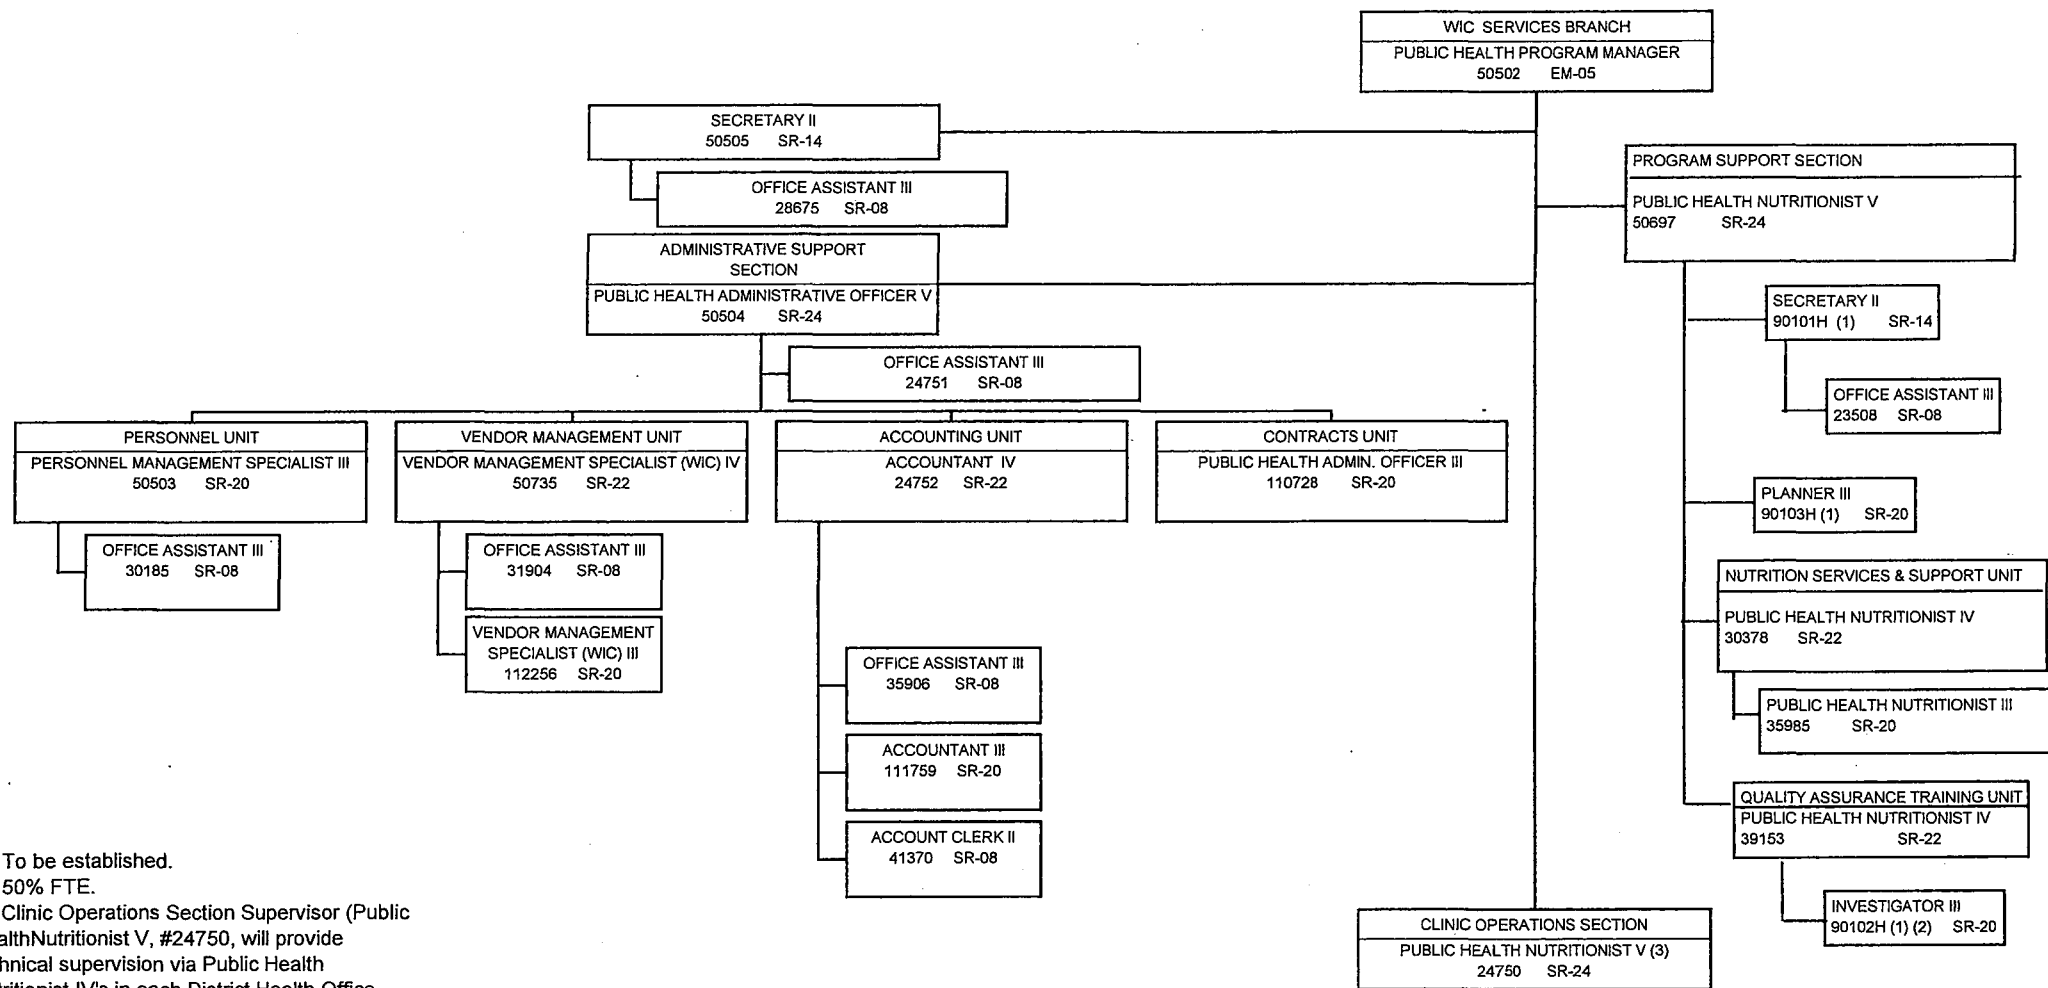 WIC SERVICES BRANCH
PUBLIC HEALTH PROGRAM MANAGER
50502 EM-05
SECRETARY II
50505 SR-14
OFFICE ASSISTANT III
28675 SR-08
ADMINISTRATIVE SUPPORT
SECTION
PUBLIC HEALTH ADMINISTRATIVE OFFICER V
50504 SR-24
OFFICE ASSISTANT III
24751 SR-08
PERSONNEL UNIT
PERSONNEL MANAGEMENT SPECIALIST III
50503 SR-20
OFFICE ASSISTANT III
30185 SR-08
VENDOR MANAGEMENT UNIT
VENDOR MANAGEMENT SPECIALIST (WIC) IV
50735 SR-22
OFFICE ASSISTANT III
31904 SR-08
VENDOR MANAGEMENT
SPECIALIST (WIC) III
112256 SR-20
ACCOUNTING UNIT
ACCOUNTANT IV
24752 SR-22
OFFICE ASSISTANT III
35906 SR-08
ACCOUNTANT III
111759 SR-20
ACCOUNT CLERK II
41370 SR-08
CONTRACTS UNIT
PUBLIC HEALTH ADMIN. OFFICER III
110728 SR-20
PROGRAM SUPPORT SECTION
PUBLIC HEALTH NUTRITIONIST V
50697 SR-24
SECRETARY II
90101H (1) SR-14
OFFICE ASSISTANT III
23508 SR-08
PLANNER III
90103H (1) SR-20
NUTRITION SERVICES & SUPPORT UNIT
PUBLIC HEALTH NUTRITIONIST IV
30378 SR-22
PUBLIC HEALTH NUTRITIONIST III
35985 SR-20
QUALITY ASSURANCE TRAINING UNIT
PUBLIC HEALTH NUTRITIONIST IV
39153 SR-22
INVESTIGATOR III
90102H (1) (2) SR-20
CLINIC OPERATIONS SECTION
PUBLIC HEALTH NUTRITIONIST V (3)
24750 SR-24
To be established.
50% FTE.
Clinic Operations Section Supervisor (Public
althNutritionist V, #24750, will provide
hnical supervision via Public Health
tritionist IV's in each District Health Office